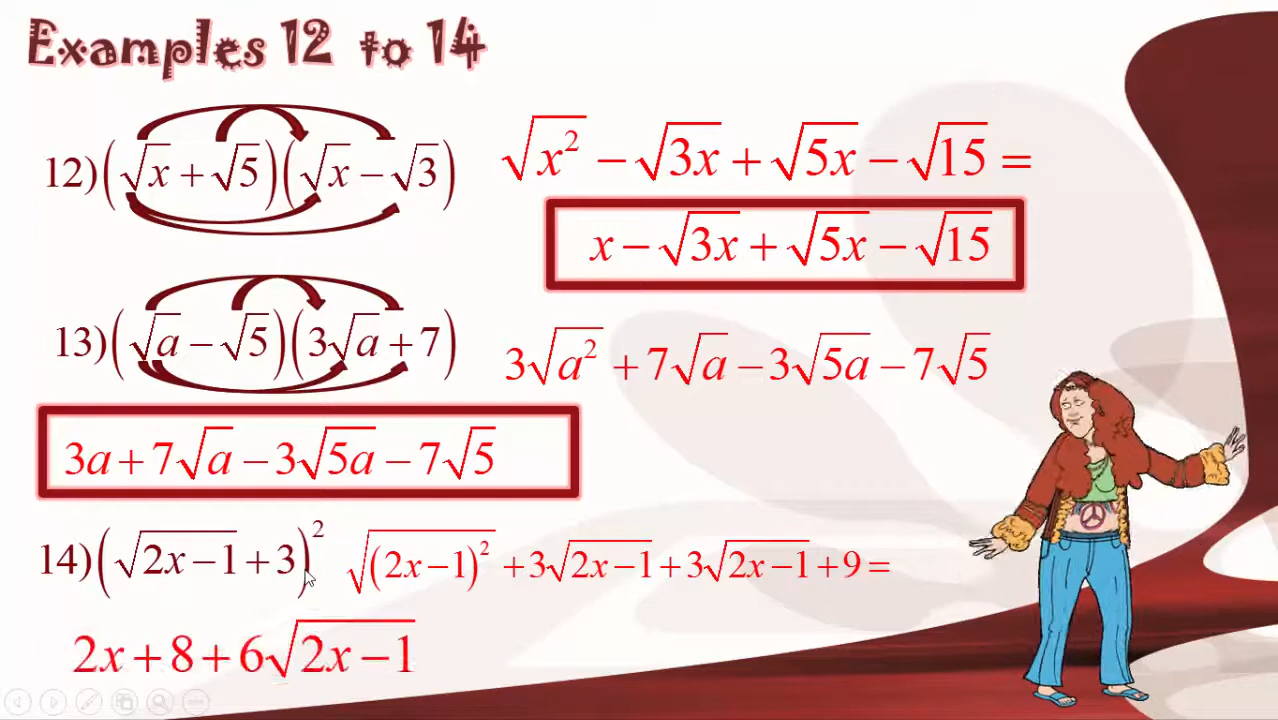 Examples 12 to 14
12) (√x + √5)(√x − √3)
√x² − √3x + √5x − √15 =
x − √3x + √5x − √15
13) (√a − √5)(3√a + 7)
3√a² + 7√a − 3√5a − 7√5
3a + 7√a − 3√5a − 7√5
14) (√2x − 1 + 3)² √(2x − 1)² + 3√2x − 1 + 3√2x − 1 + 9 =
2x + 8 + 6√2x − 1